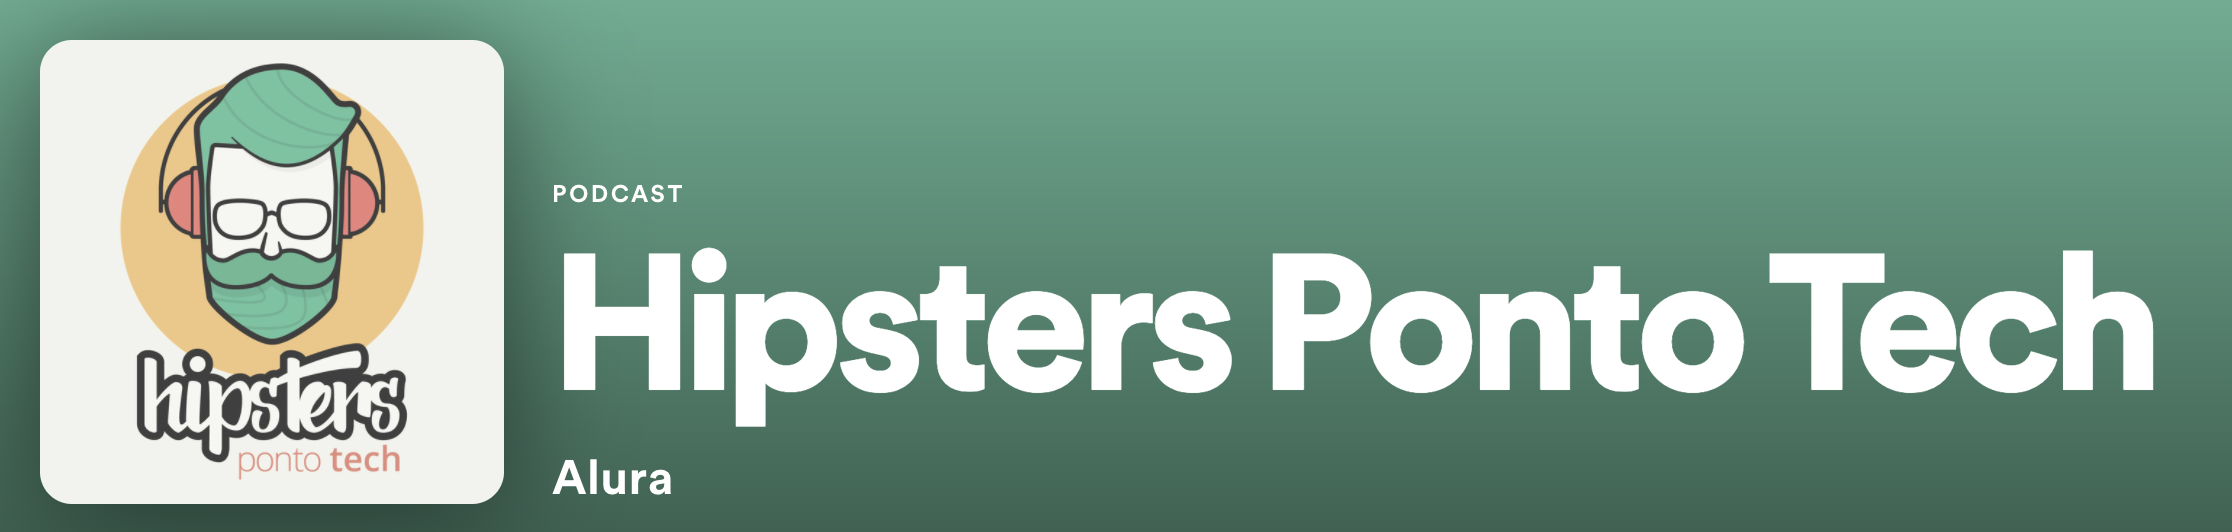 hipsters
ponto tech
PODCAST
Hipsters Ponto Tech
Alura